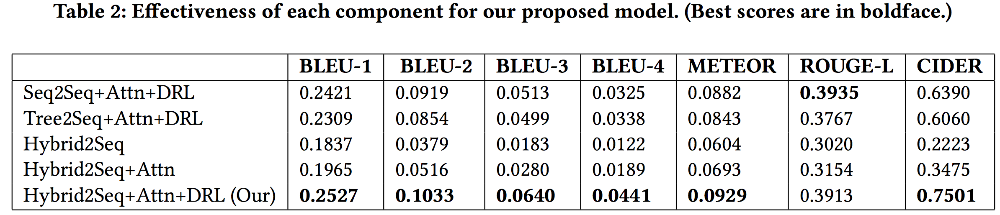 Table 2: Effectiveness of each component for our proposed model. (Best scores are in boldface.)
BLEU-1 BLEU-2 BLEU-3 BLEU-4 METEOR ROUGE-L CIDER
Seq2Seq+Attn+DRL 0.2421 0.0919 0.0513 0.0325 0.0882 0.3935 0.6390
Tree2Seq+Attn+DRL 0.2309 0.0854 0.0499 0.0338 0.0843 0.3767 0.6060
Hybrid2Seq 0.1837 0.0379 0.0183 0.0122 0.0604 0.3020 0.2223
Hybrid2Seq+Attn 0.1965 0.0516 0.0280 0.0189 0.0693 0.3154 0.3475
Hybrid2Seq+Attn+DRL (Our) 0.2527 0.1033 0.0640 0.0441 0.0929 0.3913 0.7501